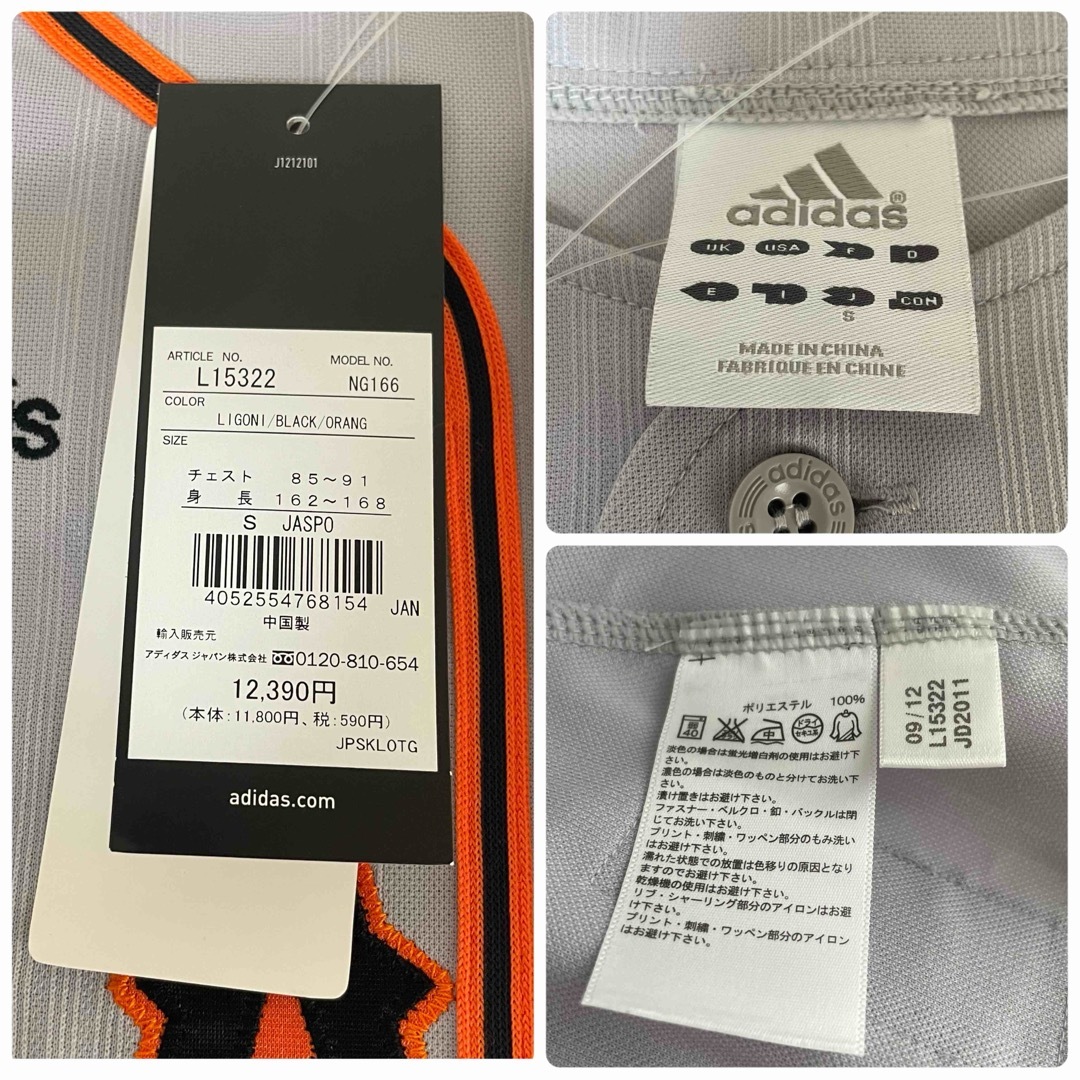 is
J1212101
ARTICLE NO.
MODEL NO.
L15322
NG166
COLOR
LIGONI/BLACK/ORANG
SIZE
チェスト 85〜91
身長 162〜168
S JASPO
4052554768154 JAN
中国製
輸入販売元
アディダス ジャパン株式会社 0120-810-654
12,390円
(本体:11,800円、税:590円)
JPSKLOTG
adidas.com
adidas®
UK USA F D
E I J CON
S
MADE IN CHINA
FABRIQUE EN CHINE
adidas
ポリエステル 100%
40 中 ドライ セキユ系
淡色の場合は蛍光増白剤の使用はお避け下
さい。
濃色の場合は淡色のものと分けてお洗い下
さい。
漬け置きはお避け下さい。
ファスナー・ベルクロ・釦・バックルは閉
じてお洗い下さい。
プリント・刺繍・ワッペン部分のもみ洗い
はお避け下さい。
濡れた状態での放置は色移りの原因となり
ますのでお避け下さい。
乾燥機の使用はお避け下さい。
リブ・シャーリング部分のアイロンはお避
け下さい。
プリント・刺繍・ワッペン部分のアイロン
はお避け下さい。
09/12
L15322
JD2011